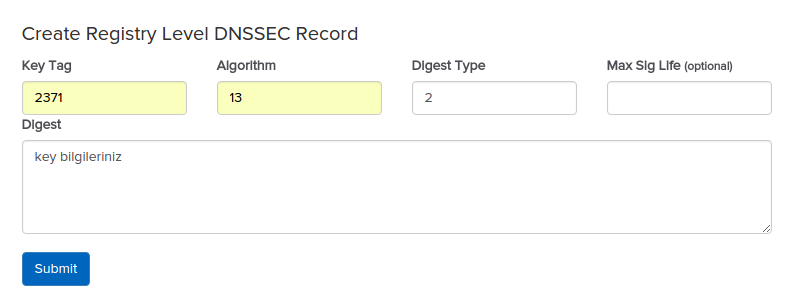 Create Registry Level DNSSEC Record
Key Tag Algorithm Digest Type Max Sig Life (optional)
2371 13 2
Digest
key bilgileriniz
Submit